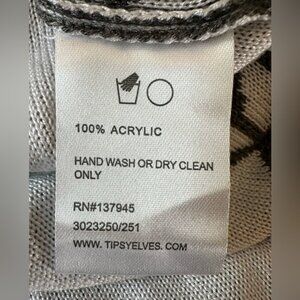 100% ACRYLIC
HAND WASH OR DRY CLEAN
ONLY
RN#137945
3023250/251
WWW. TIPSYELVES. COM